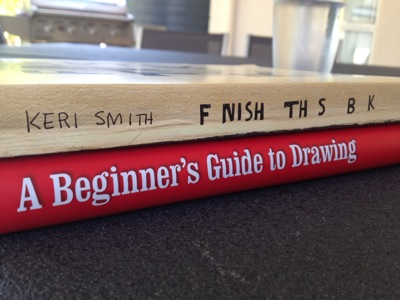 KERI SMITH F NISH TH S B K
A Beginner's Guide to Drawing